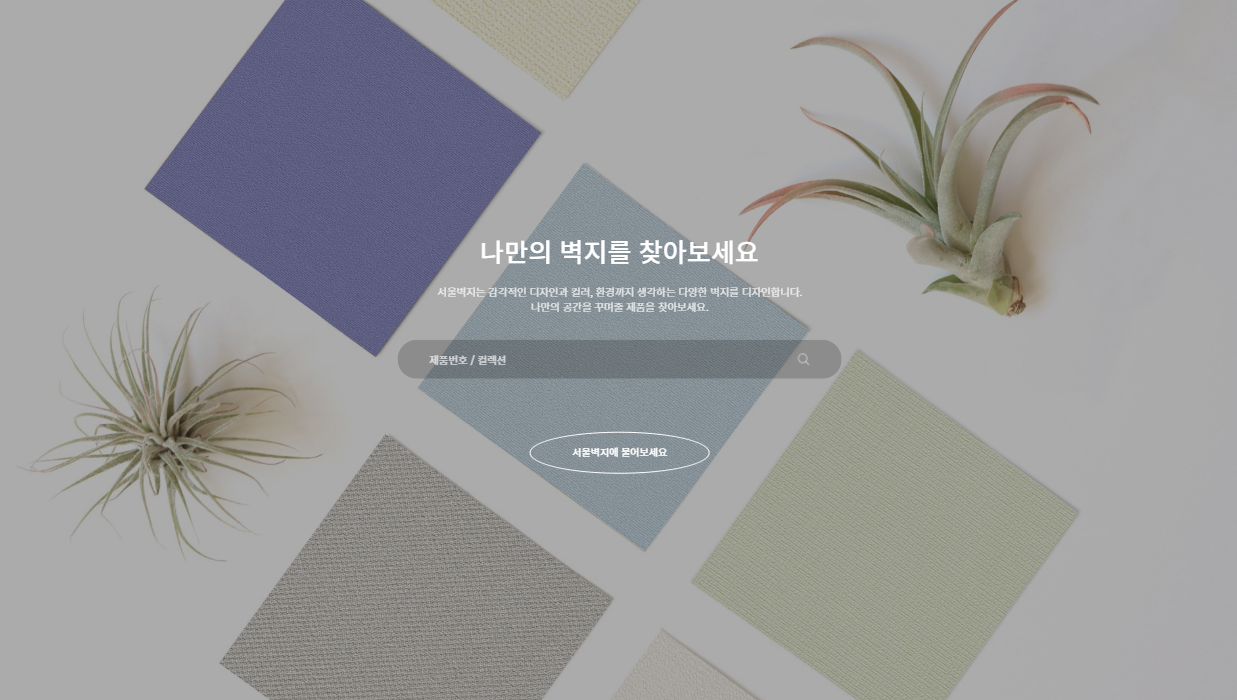 나만의 벽지를 찾아보세요
서울벽지는 감각적인 디자인과 컬러, 환경까지 생각하는 다양한 벽지를 디자인합니다.
나만의 공간을 꾸며줄 제품을 찾아보세요.
제품번호 / 컬렉션
서울벽지에 물어보세요